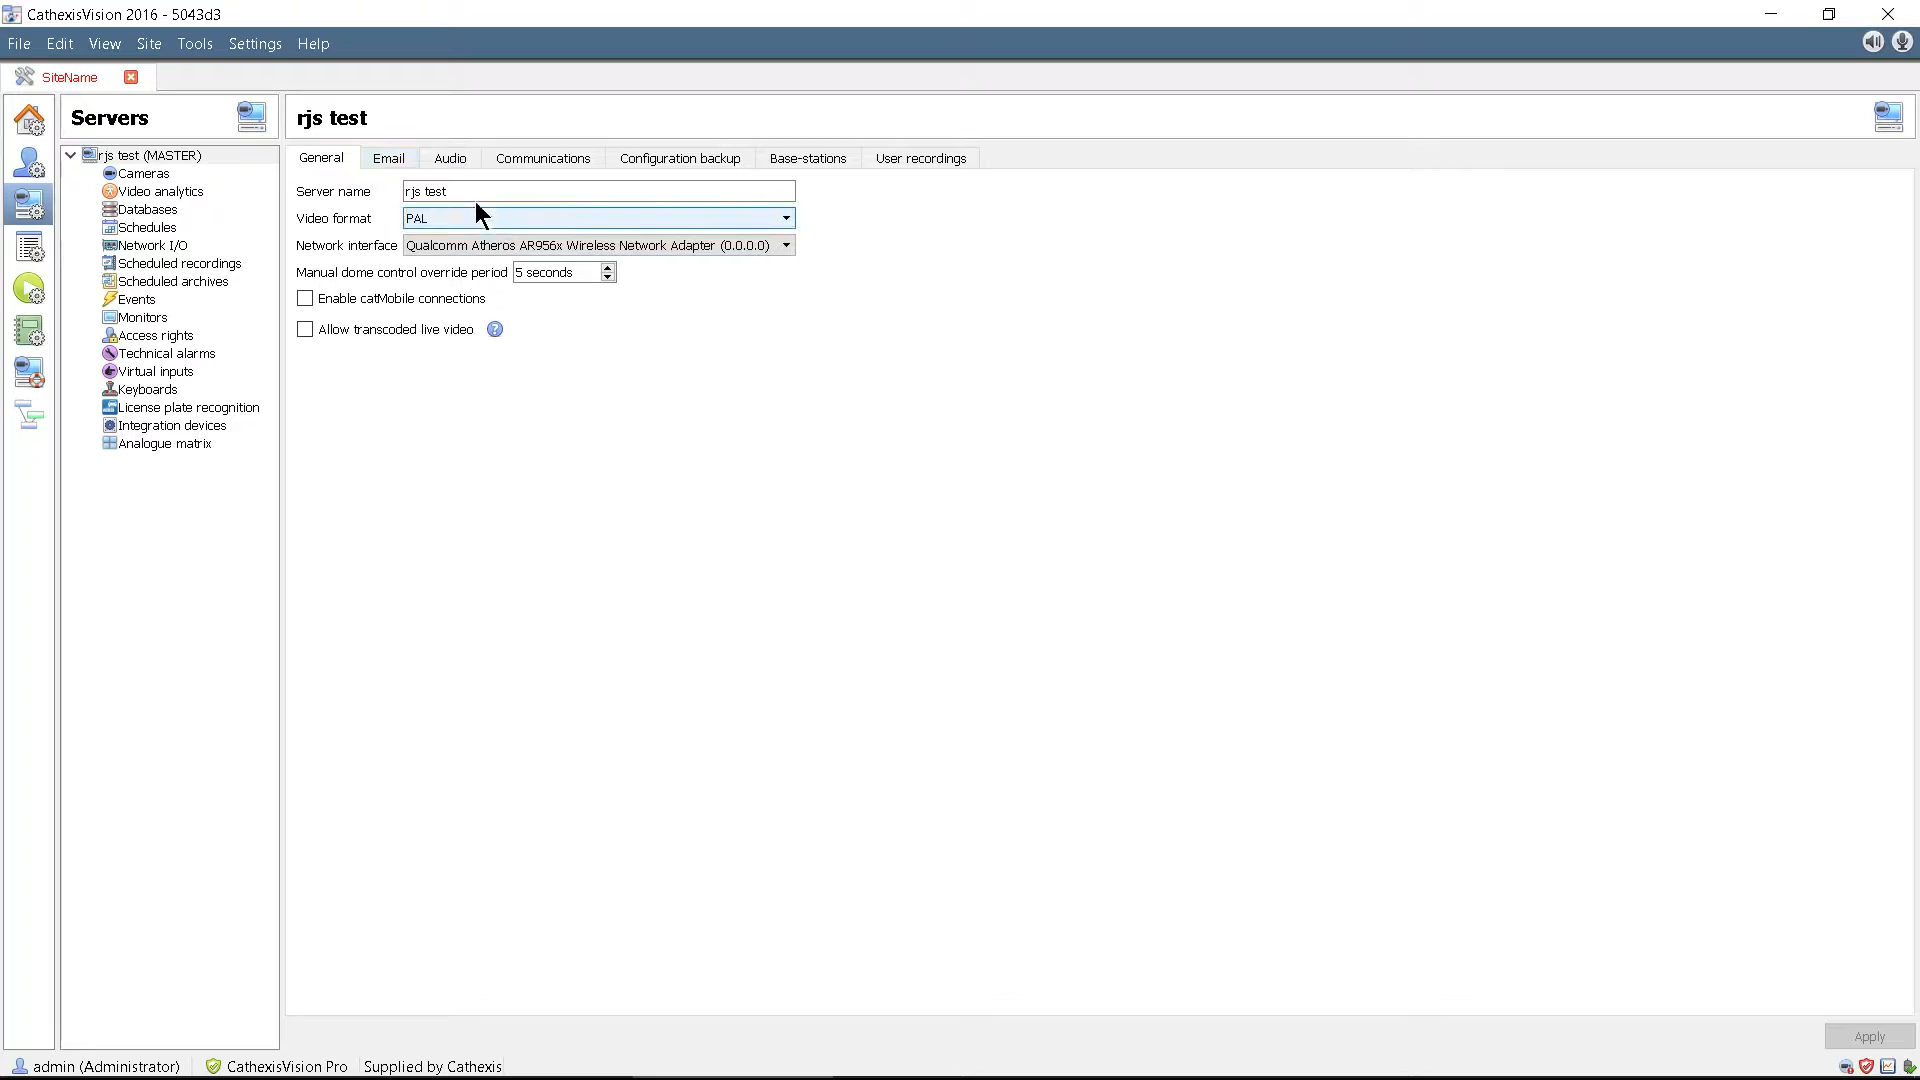 CathexisVision 2016 - 5043d3
File Edit View Site Tools Settings Help
SiteName
Servers
rjs test
rjs test (MASTER)
Cameras
Video analytics
Databases
Schedules
Network I/O
Scheduled recordings
Scheduled archives
Events
Monitors
Access rights
Technical alarms
Virtual inputs
Keyboards
License plate recognition
Integration devices
Analogue matrix
General Email Audio Communications Configuration backup Base-stations User recordings
Server name rjs test
Video format PAL
Network interface Qualcomm Atheros AR956x Wireless Network Adapter (0.0.0.0)
Manual dome control override period 5 seconds
Enable catMobile connections
Allow transcoded live video ?
Apply
admin (Administrator) CathexisVision Pro Supplied by Cathexis